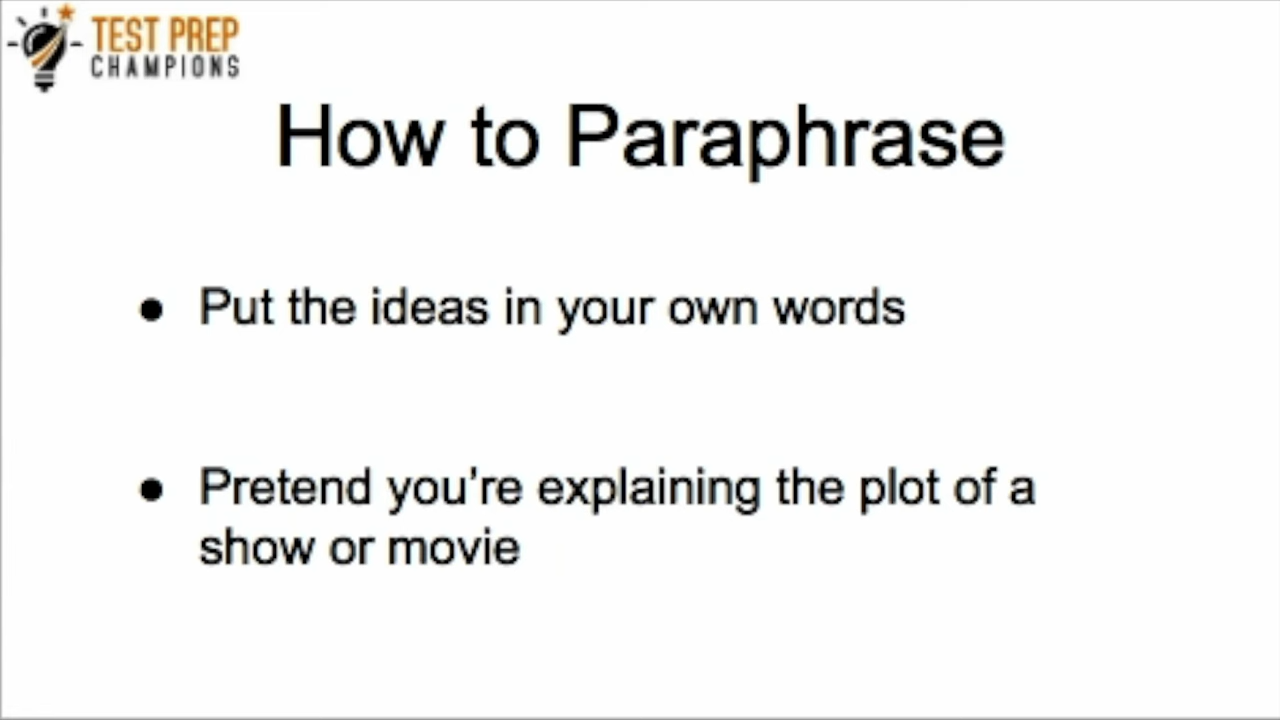 TEST PREP
CHAMPIONS
How to Paraphrase
● Put the ideas in your own words
● Pretend you're explaining the plot of a
show or movie